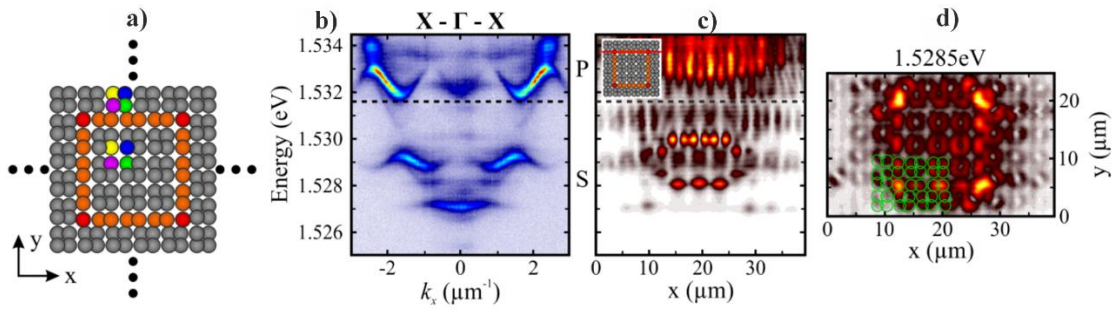 a)
y
x
b)
X - Γ - X
Energy (eV)
1.534
1.532
1.530
1.528
1.526
-2 0 2
kx (µm⁻¹)
c)
P
S
0 10 20 30
x (µm)
d)
1.5285eV
20
10
0
y (µm)
0 10 20 30
x (µm)